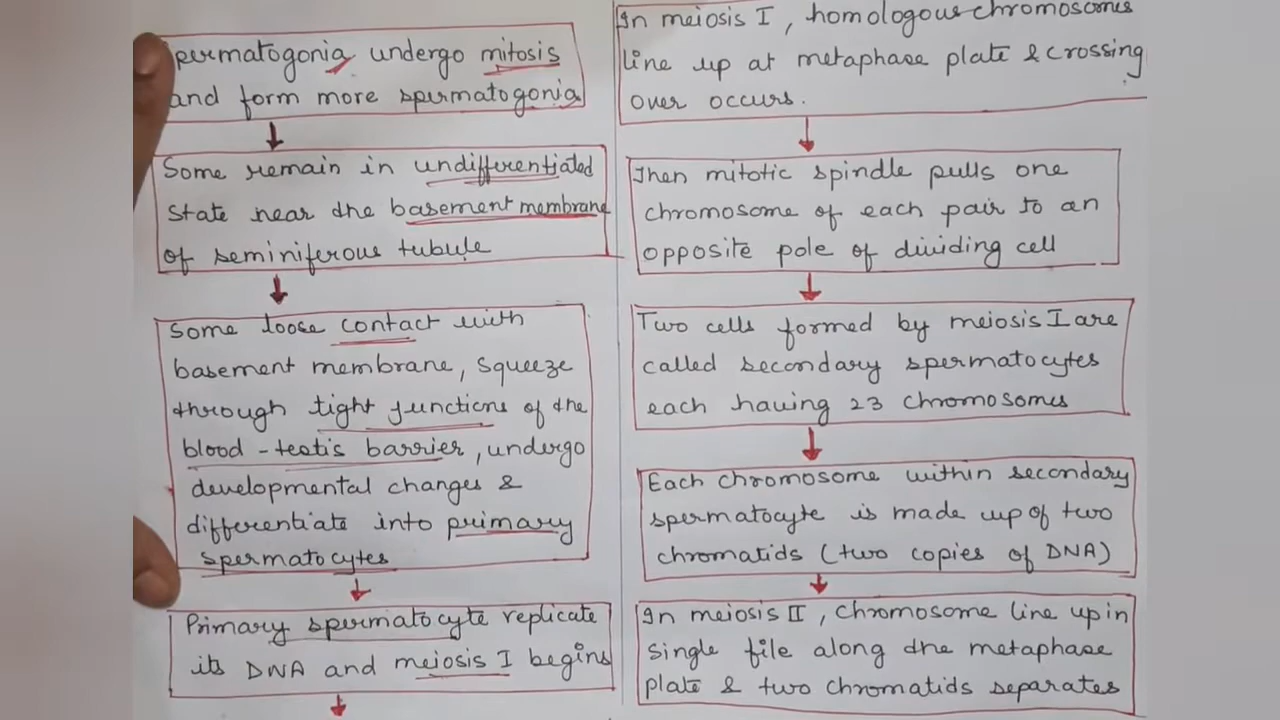 permatogonia undergo mitosis
and form more spermatogonia
Some remain in undifferentiated
state near the basement membrane
of seminiferous tubule
Some loose contact with
basement membrane, squeeze
through tight junctions of the
blood-testis barrier, undergo
developmental changes &
differentiate into primary
spermatocytes
Primary spermatocyte replicate
its DNA and meiosis I begins
In meiosis I, homologous chromosomes
line up at metaphase plate & crossing
over occurs.
Then mitotic spindle pulls one
chromosome of each pair to an
opposite pole of dividing cell
Two cells formed by meiosis I are
called secondary spermatocytes
each having 23 chromosomes
Each chromosome within secondary
spermatocyte is made up of two
chromatids (two copies of DNA)
In meiosis II, chromosome line up in
single file along the metaphase
plate & two chromatids separates